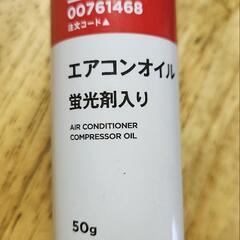 00761468
注文コード▲
エアコンオイル
蛍光剤入り
AIR CONDITIONER
COMPRESSOR OIL
50g